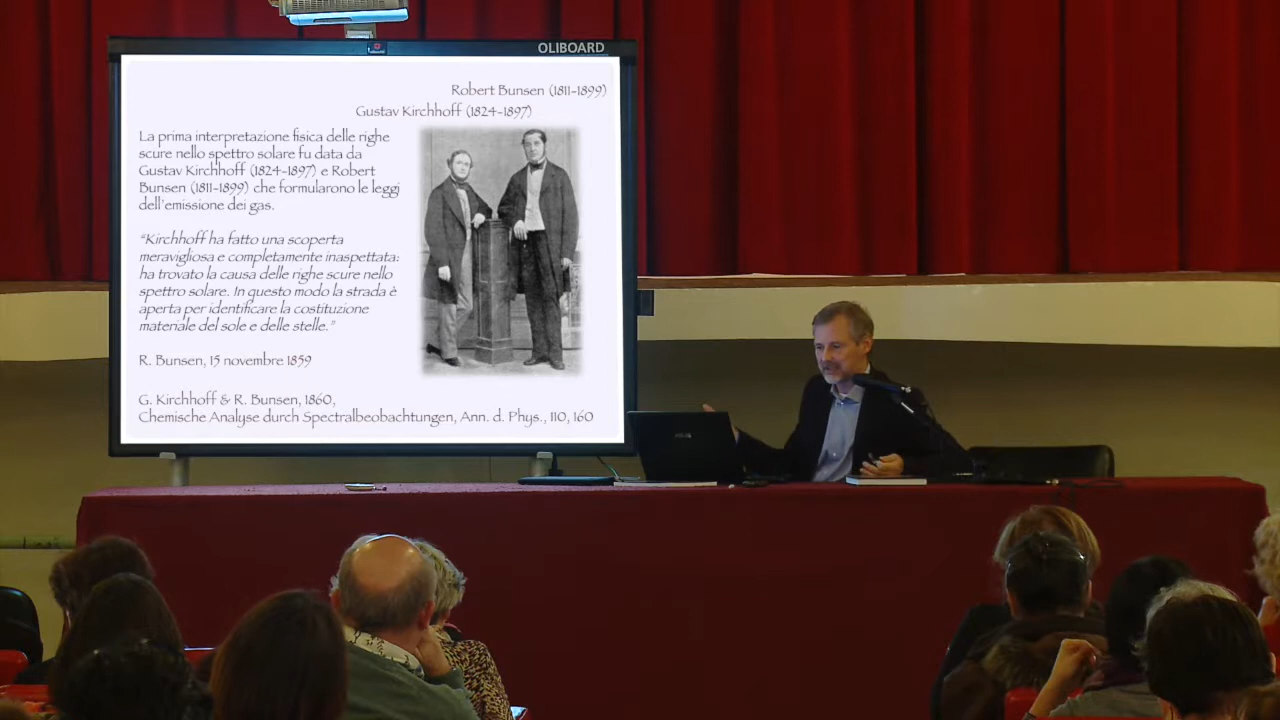 OLIBOARD
Robert Bunsen (1811-1899)
Gustav Kirchhoff (1824-1897)
La prima interpretazione fisica delle righe
scure nello spettro solare fu data da
Gustav Kirchhoff (1824-1897) e Robert
Bunsen (1811-1899) che formularono le leggi
dell'emissione dei gas.
"Kirchhoff ha fatto una scoperta
meravigliosa e completamente inaspettata:
ha trovato la causa delle righe scure nello
spettro solare. In questo modo la strada è
aperta per identificare la costituzione
materiale del sole e delle stelle."
R. Bunsen, 15 novembre 1859
G. Kirchhoff & R. Bunsen, 1860,
Chemische Analyse durch Spectralbeobachtungen, Ann. d. Phys., 110, 160
ASUS